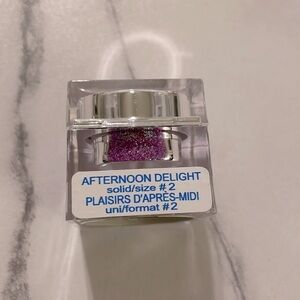 AFTERNOON DELIGHT
solid/size #2
PLAISIRS D'APRÈS-MIDI
uni/format #2